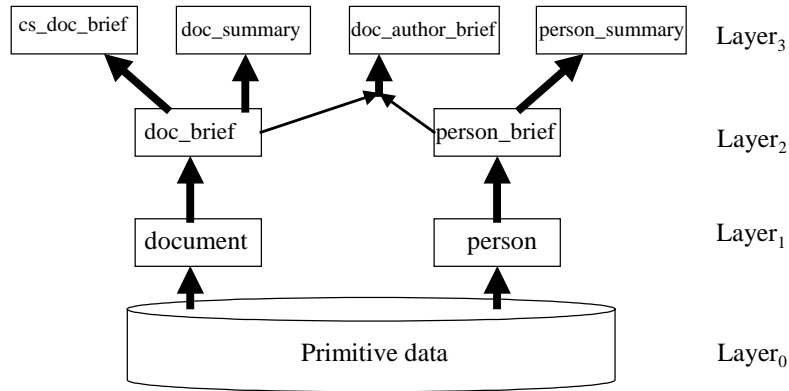 cs_doc_brief doc_summary doc_author_brief person_summary Layer₃
doc_brief person_brief Layer₂
document person Layer₁
Primitive data Layer₀